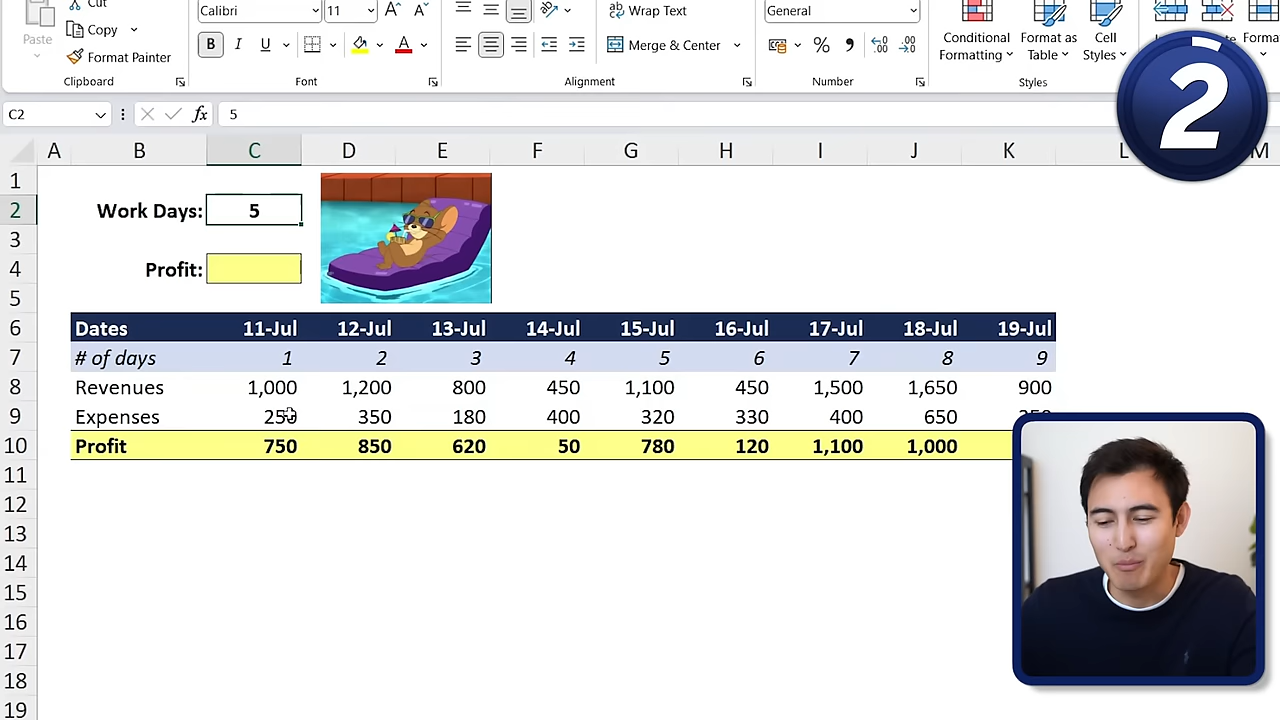 Cut
Calibri 11 Wrap Text General
Paste Copy Conditional Format as Cell
Format Painter B I U Merge & Center % Formatting Table Styles
Clipboard Font Alignment Number Styles
2
C2 fx 5
A B C D E F G H I J K L M
1
2 Work Days: 5
3
4 Profit:
5
6 Dates 11-Jul 12-Jul 13-Jul 14-Jul 15-Jul 16-Jul 17-Jul 18-Jul 19-Jul
7 # of days 1 2 3 4 5 6 7 8 9
8 Revenues 1,000 1,200 800 450 1,100 450 1,500 1,650 900
9 Expenses 250 350 180 400 320 330 400 650
10 Profit 750 850 620 50 780 120 1,100 1,000
11
12
13
14
15
16
17
18
19